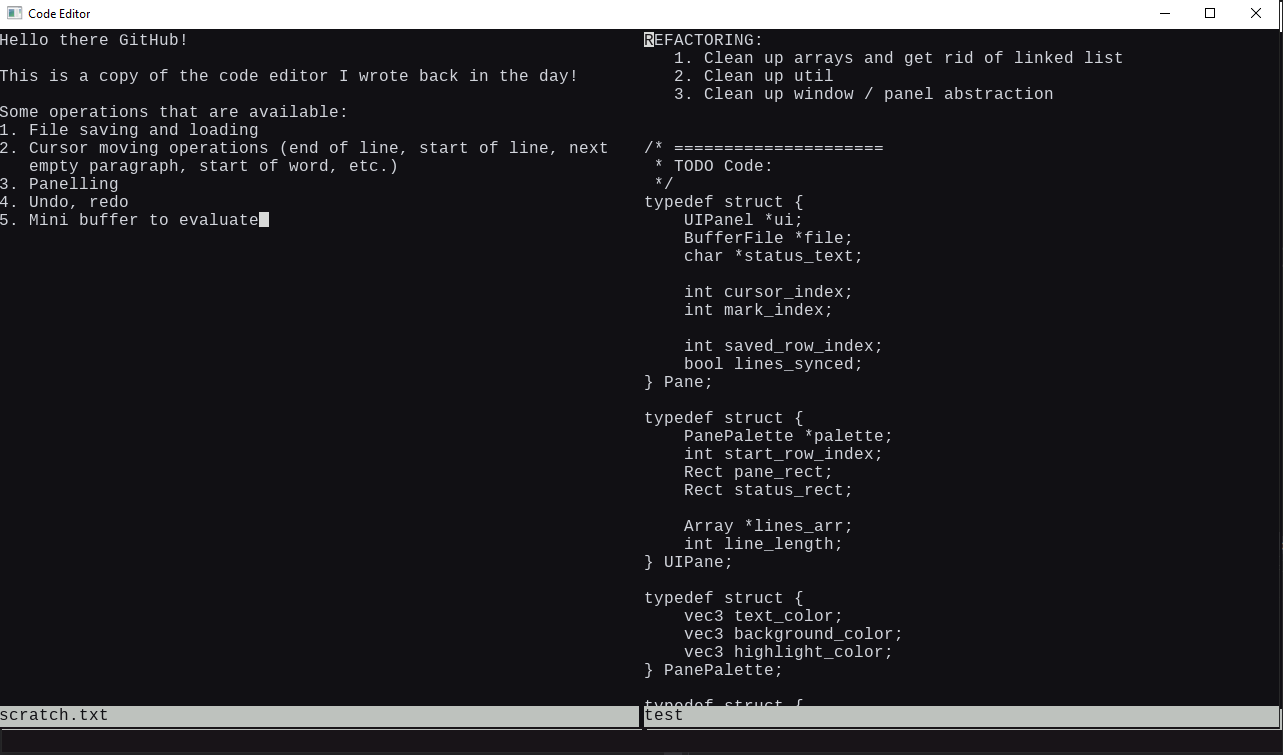 Code Editor
Hello there GitHub!
This is a copy of the code editor I wrote back in the day!
Some operations that are available:
1. File saving and loading
2. Cursor moving operations (end of line, start of line, next
   empty paragraph, start of word, etc.)
3. Panelling
4. Undo, redo
5. Mini buffer to evaluate
scratch.txt
REFACTORING:
   1. Clean up arrays and get rid of linked list
   2. Clean up util
   3. Clean up window / panel abstraction
/* =====================
 * TODO Code:
 */
typedef struct {
    UIPanel *ui;
    BufferFile *file;
    char *status_text;
    int cursor_index;
    int mark_index;
    int saved_row_index;
    bool lines_synced;
} Pane;
typedef struct {
    PanePalette *palette;
    int start_row_index;
    Rect pane_rect;
    Rect status_rect;
    Array *lines_arr;
    int line_length;
} UIPane;
typedef struct {
    vec3 text_color;
    vec3 background_color;
    vec3 highlight_color;
} PanePalette;
typedef struct {
test